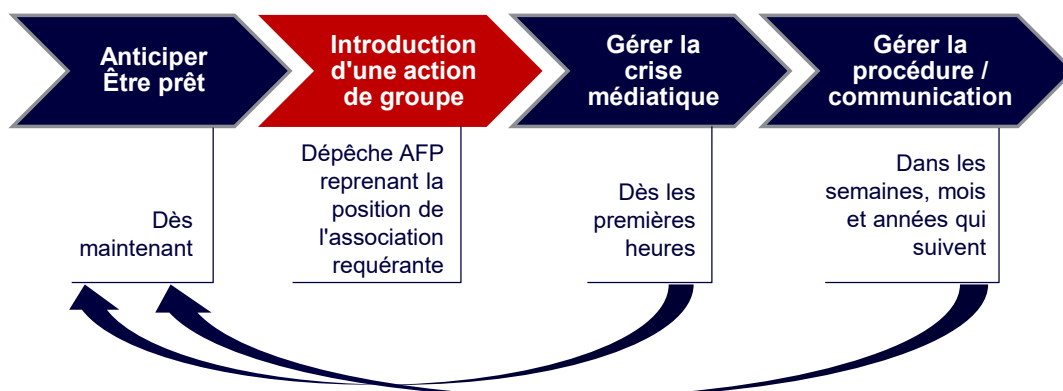 Anticiper
Être prêt
Introduction
d'une action
de groupe
Gérer la
crise
médiatique
Gérer la
procédure /
communication
Dès
maintenant
Dépêche AFP
reprenant la
position de
l'association
requérante
Dès les
premières
heures
Dans les
semaines, mois
et années qui
suivent